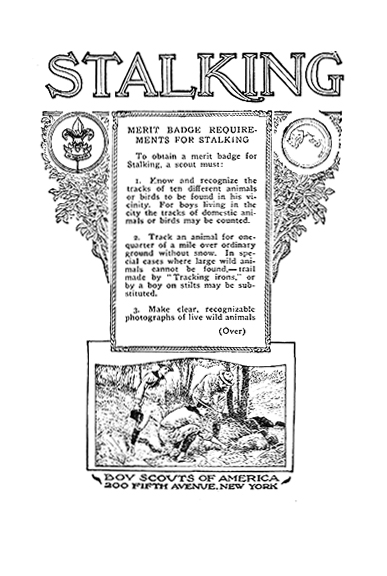 STALKING
MERIT BADGE REQUIRE-
MENTS FOR STALKING
To obtain a merit badge for
Stalking, a scout must:
1. Know and recognize the
tracks of ten different animals
or birds to be found in his vi-
cinity. For boys living in the
city the tracks of domestic ani-
mals or birds may be counted.
2. Track an animal for one-
quarter of a mile over ordinary
ground without snow. In spe-
cial cases where large wild ani-
mals cannot be found,—trail
made by "Tracking irons," or
by a boy on stilts may be sub-
stituted.
3. Make clear, recognizable
photographs of live wild animals
(Over)
BOY SCOUTS OF AMERICA
200 FIFTH AVENUE, NEW YORK